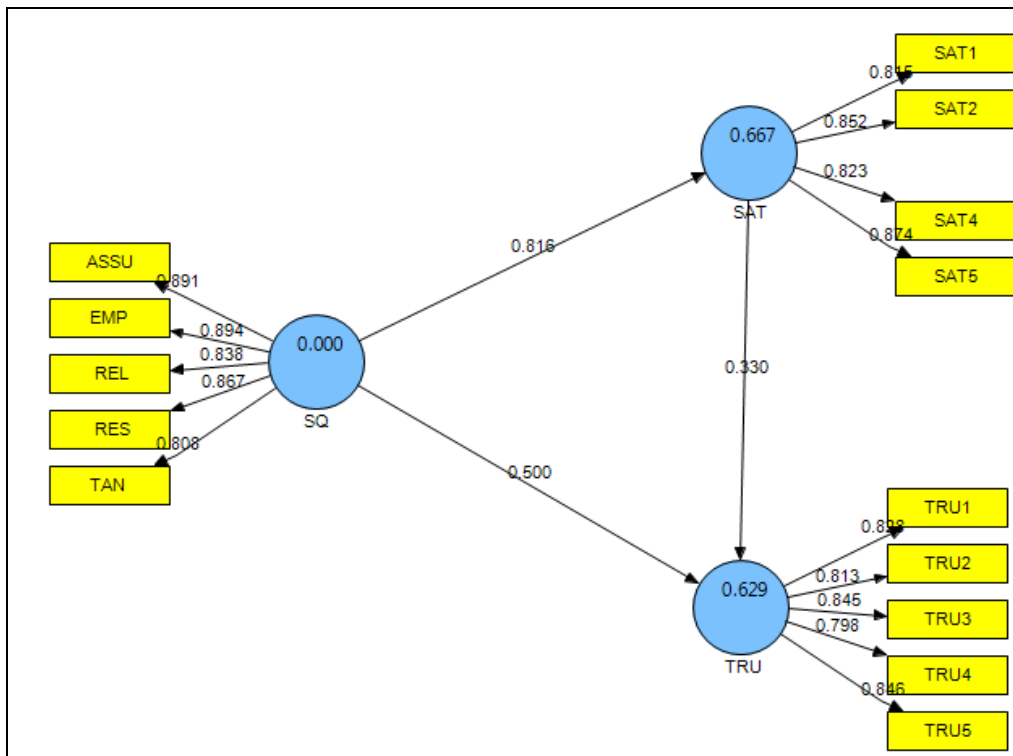 SAT1
0.815
SAT2
0.852
0.667
0.823
SAT4
SAT
0.874
SAT5
0.816
ASSU
0.891
EMP
0.894
0.838
REL
0.867
RES
0.808
TAN
0.000
SQ
0.330
0.500
TRU1
0.828
TRU2
0.813
0.629
0.845
TRU3
0.798
TRU
TRU4
0.846
TRU5